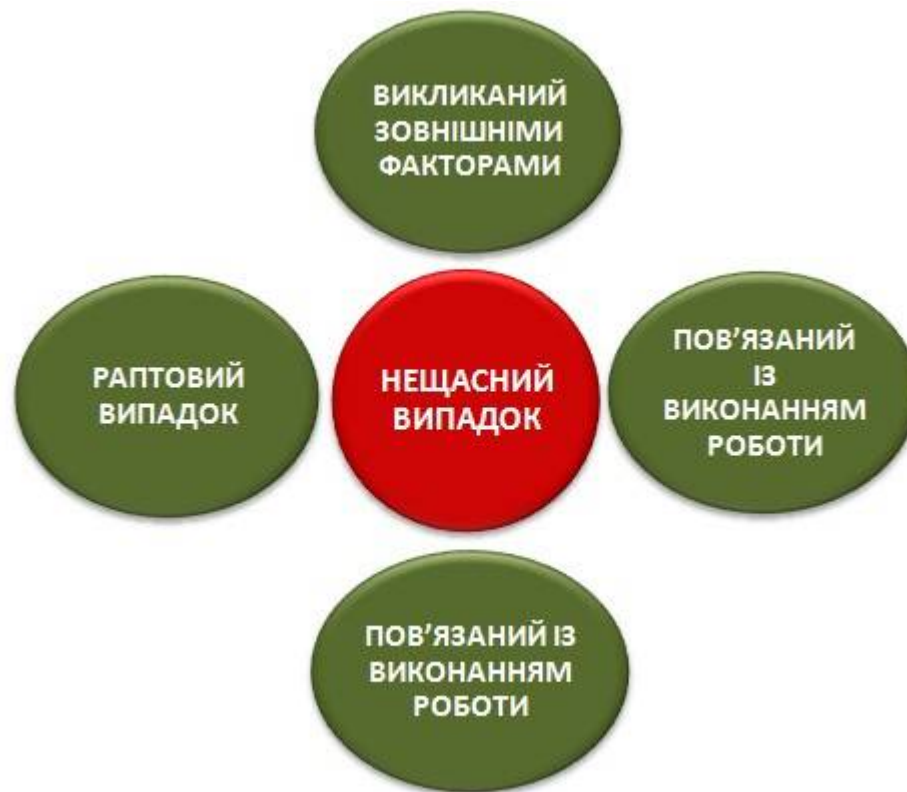 ВИКЛИКАНИЙ
ЗОВНІШНІМИ
ФАКТОРАМИ
РАПТОВИЙ
ВИПАДОК
НЕЩАСНИЙ
ВИПАДОК
ПОВ’ЯЗАНИЙ
ІЗ
ВИКОНАННЯМ
РОБОТИ
ПОВ’ЯЗАНИЙ ІЗ
ВИКОНАННЯМ
РОБОТИ